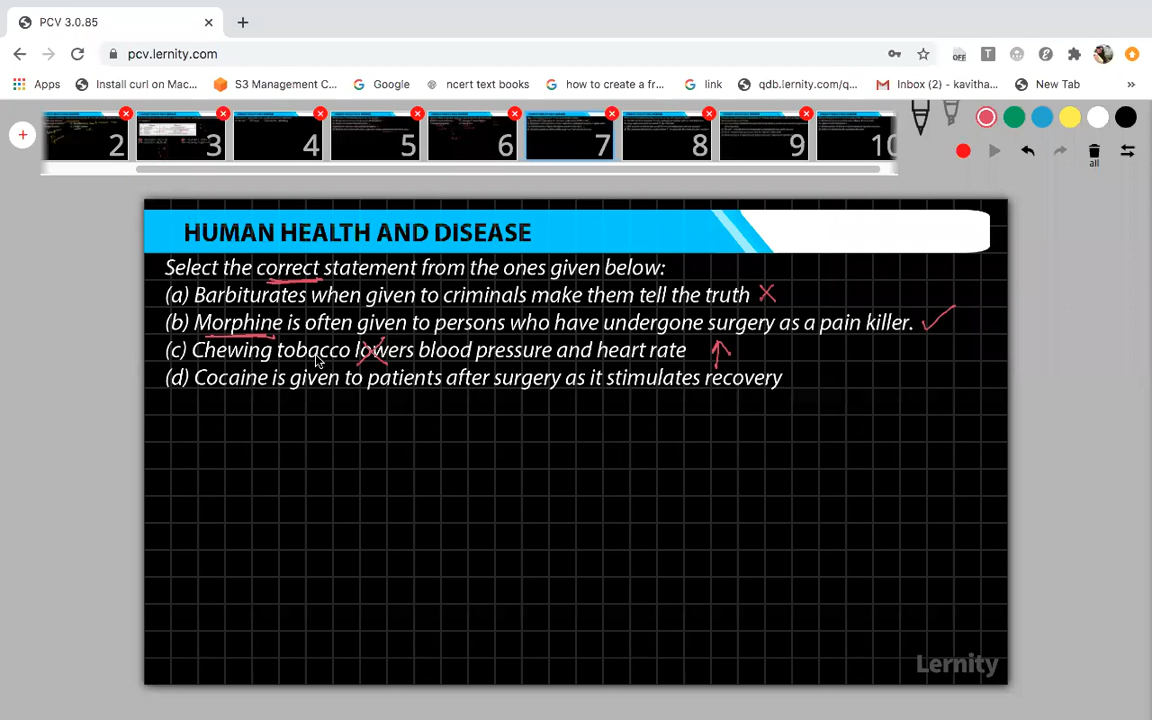 PCV 3.0.85
pcv.lernity.com
Apps Install curl on Mac... S3 Management C... Google ncert text books how to create a fr... link qdb.lernity.com/q... Inbox (2) - kavitha... New Tab »
OFF T
2 3 4 5 6 7 8 9 10
all
HUMAN HEALTH AND DISEASE
Select the correct statement from the ones given below:
(a) Barbiturates when given to criminals make them tell the truth
(b) Morphine is often given to persons who have undergone surgery as a pain killer.
(c) Chewing tobacco lowers blood pressure and heart rate
(d) Cocaine is given to patients after surgery as it stimulates recovery
Lernity